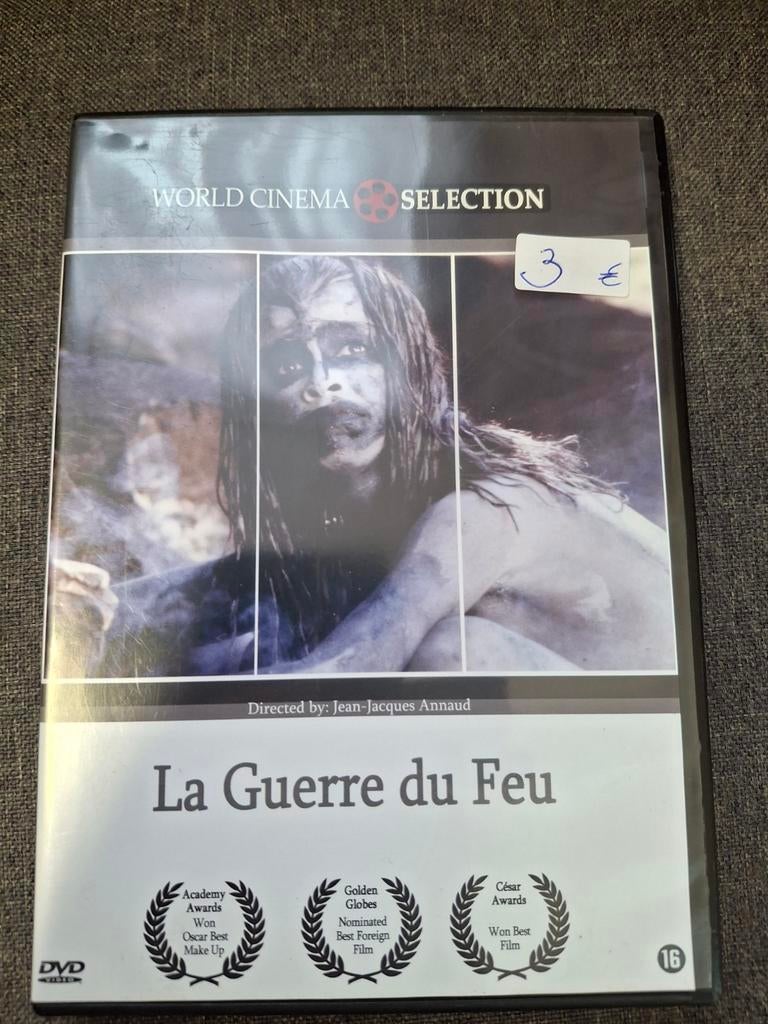 WORLD CINEMA SELECTION
3 €
Directed by: Jean-Jacques Annaud
La Guerre du Feu
Academy
Awards
Won
Oscar Best
Make Up
Golden
Globes
Nominated
Best Foreign
Film
César
Awards
Won Best
Film
DVD
VIDEO
16